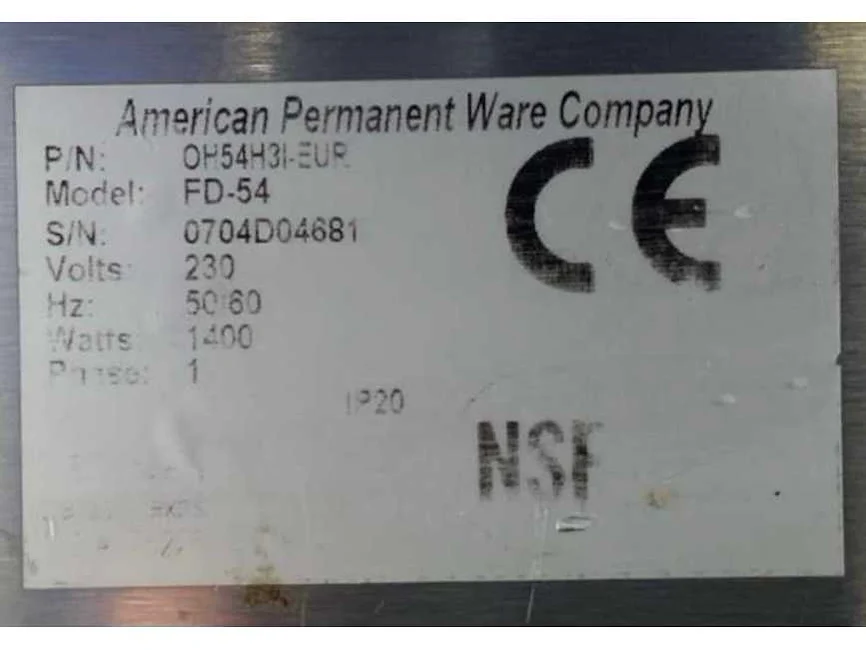 American Permanent Ware Company
P/N: OH54H3I-EUR
Model: FD-54
S/N: 0704D04681
Volts: 230
Hz: 50/60
Watts: 1400
Phase: 1
IP20
CE
NSF